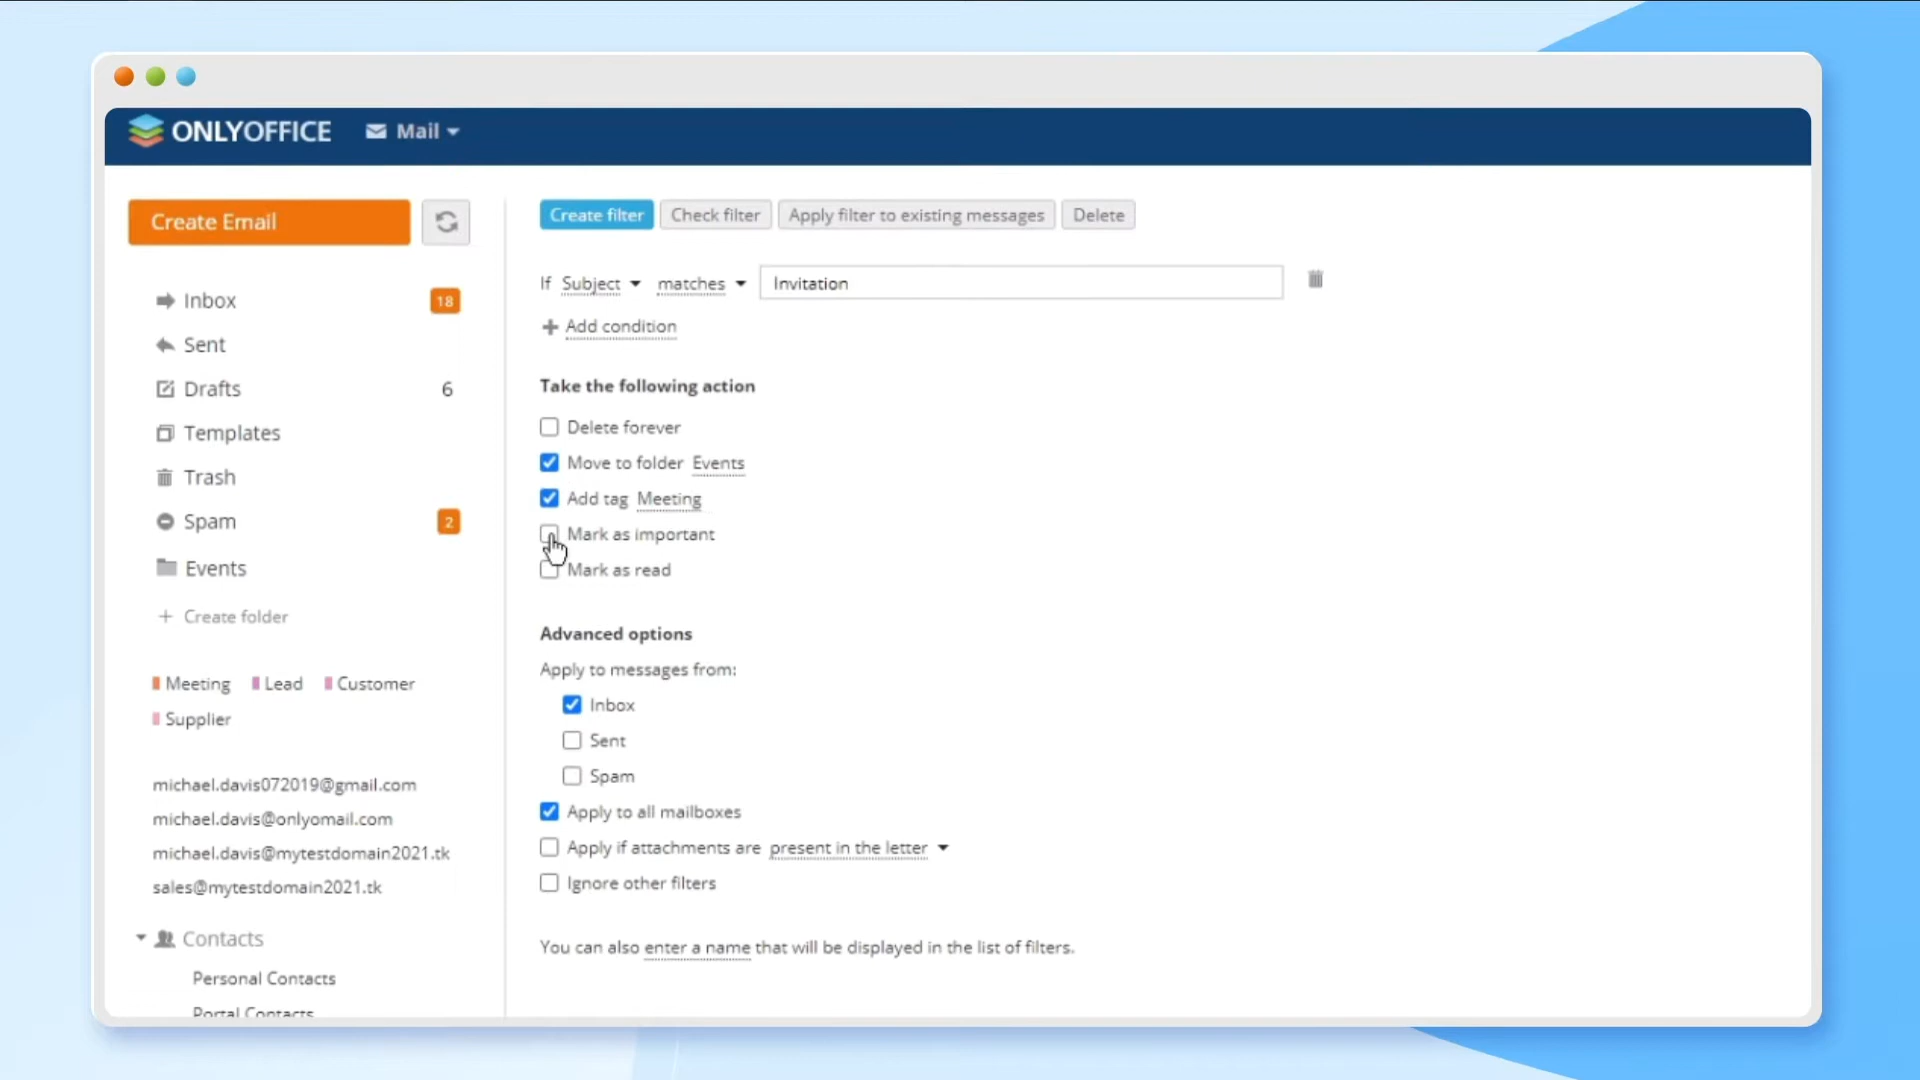 ONLYOFFICE Mail
Create Email
Inbox 18
Sent
Drafts 6
Templates
Trash
Spam 2
Events
+ Create folder
Meeting Lead Customer
Supplier
michael.davis072019@gmail.com
michael.davis@onlyomail.com
michael.davis@mytestdomain2021.tk
sales@mytestdomain2021.tk
Contacts
Personal Contacts
Portal Contacts
Create filter Check filter Apply filter to existing messages Delete
If Subject matches Invitation
+ Add condition
Take the following action
Delete forever
Move to folder Events
Add tag Meeting
Mark as important
Mark as read
Advanced options
Apply to messages from:
Inbox
Sent
Spam
Apply to all mailboxes
Apply if attachments are present in the letter
Ignore other filters
You can also enter a name that will be displayed in the list of filters.